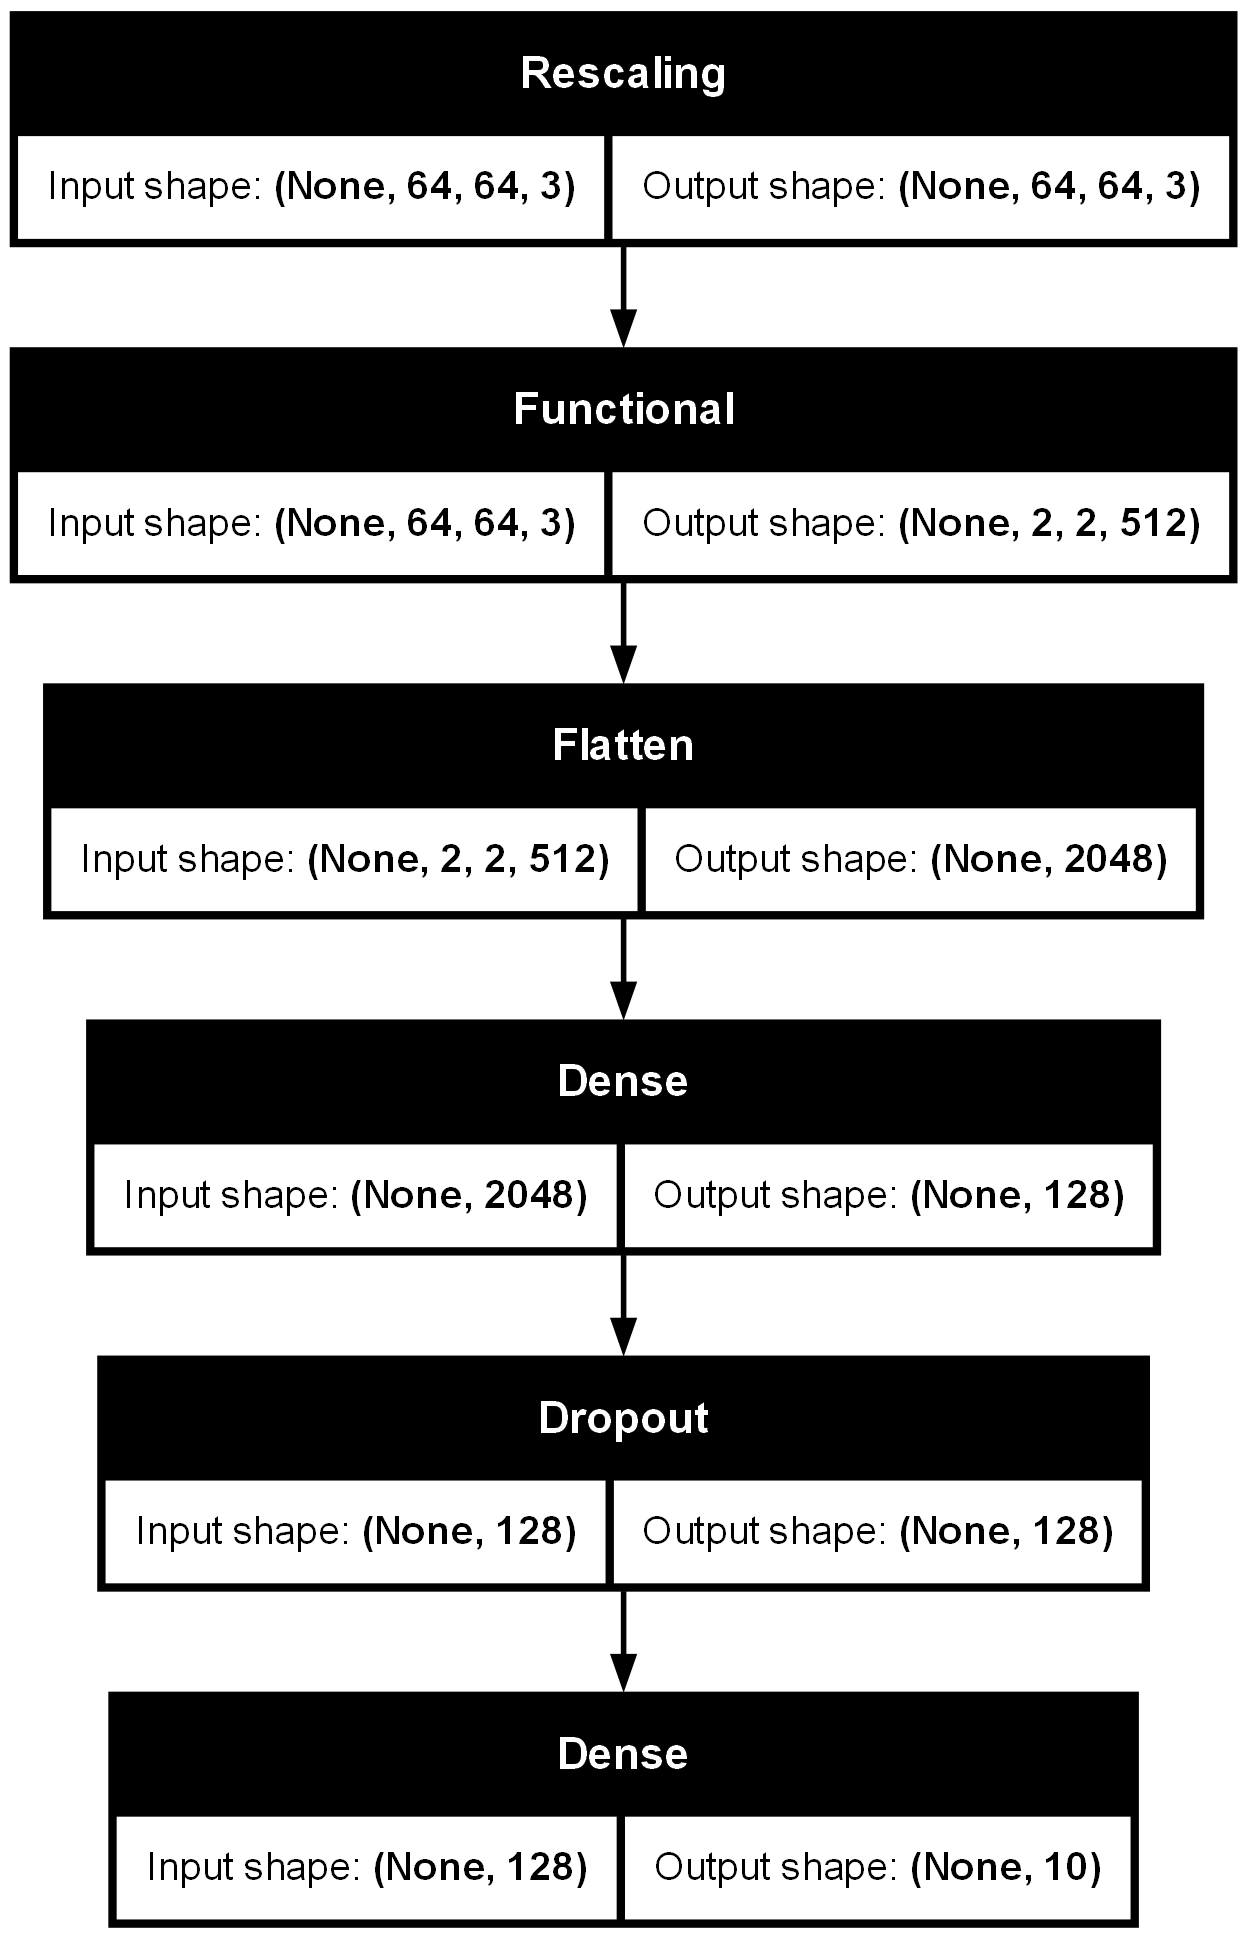 Rescaling
Input shape: (None, 64, 64, 3) Output shape: (None, 64, 64, 3)
Functional
Input shape: (None, 64, 64, 3) Output shape: (None, 2, 2, 512)
Flatten
Input shape: (None, 2, 2, 512) Output shape: (None, 2048)
Dense
Input shape: (None, 2048) Output shape: (None, 128)
Dropout
Input shape: (None, 128) Output shape: (None, 128)
Dense
Input shape: (None, 128) Output shape: (None, 10)